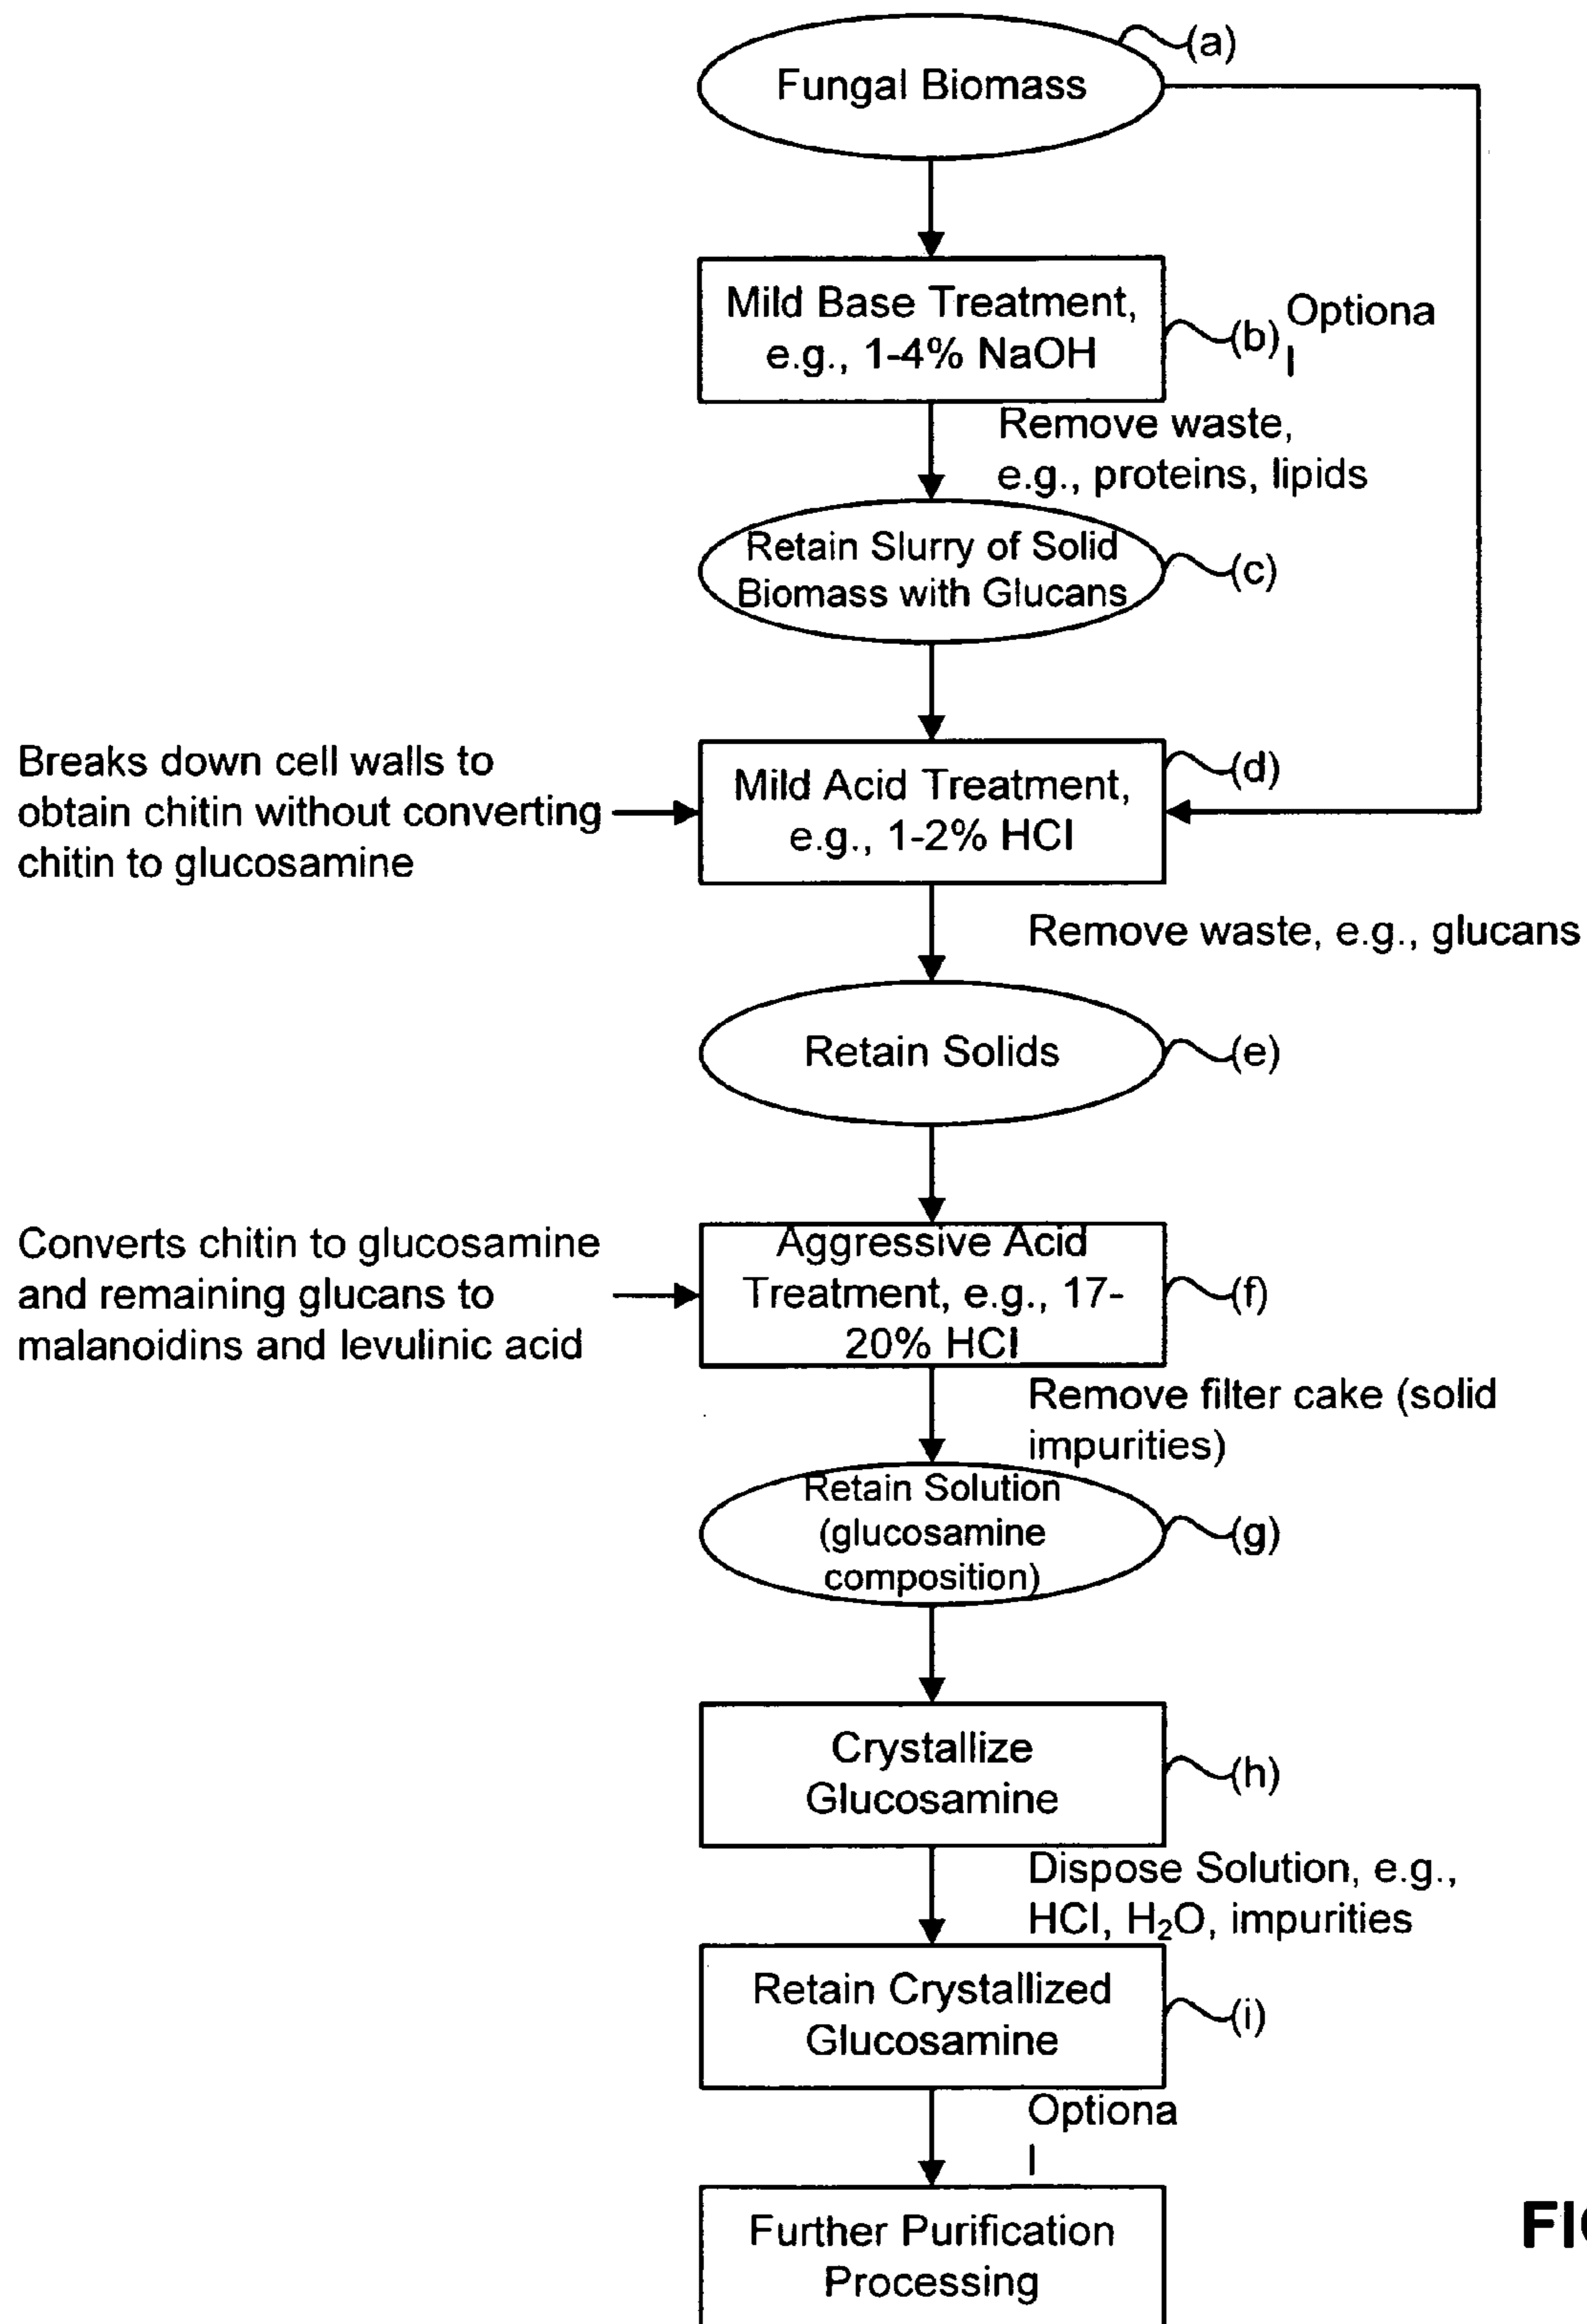 (a)
Fungal Biomass
Mild Base Treatment,
e.g., 1-4% NaOH
(b)
Optiona
l
Remove waste,
e.g., proteins, lipids
Retain Slurry of Solid
Biomass with Glucans
(c)
Breaks down cell walls to
obtain chitin without converting
chitin to glucosamine
Mild Acid Treatment,
e.g., 1-2% HCl
(d)
Remove waste, e.g., glucans
Retain Solids
(e)
Converts chitin to glucosamine
and remaining glucans to
malanoidins and levulinic acid
Aggressive Acid
Treatment, e.g., 17-
20% HCl
(f)
Remove filter cake (solid
impurities)
Retain Solution
(glucosamine
composition)
(g)
Crystallize
Glucosamine
(h)
Dispose Solution, e.g.,
HCl, H₂O, impurities
Retain Crystallized
Glucosamine
(i)
Optiona
l
Further Purification
Processing